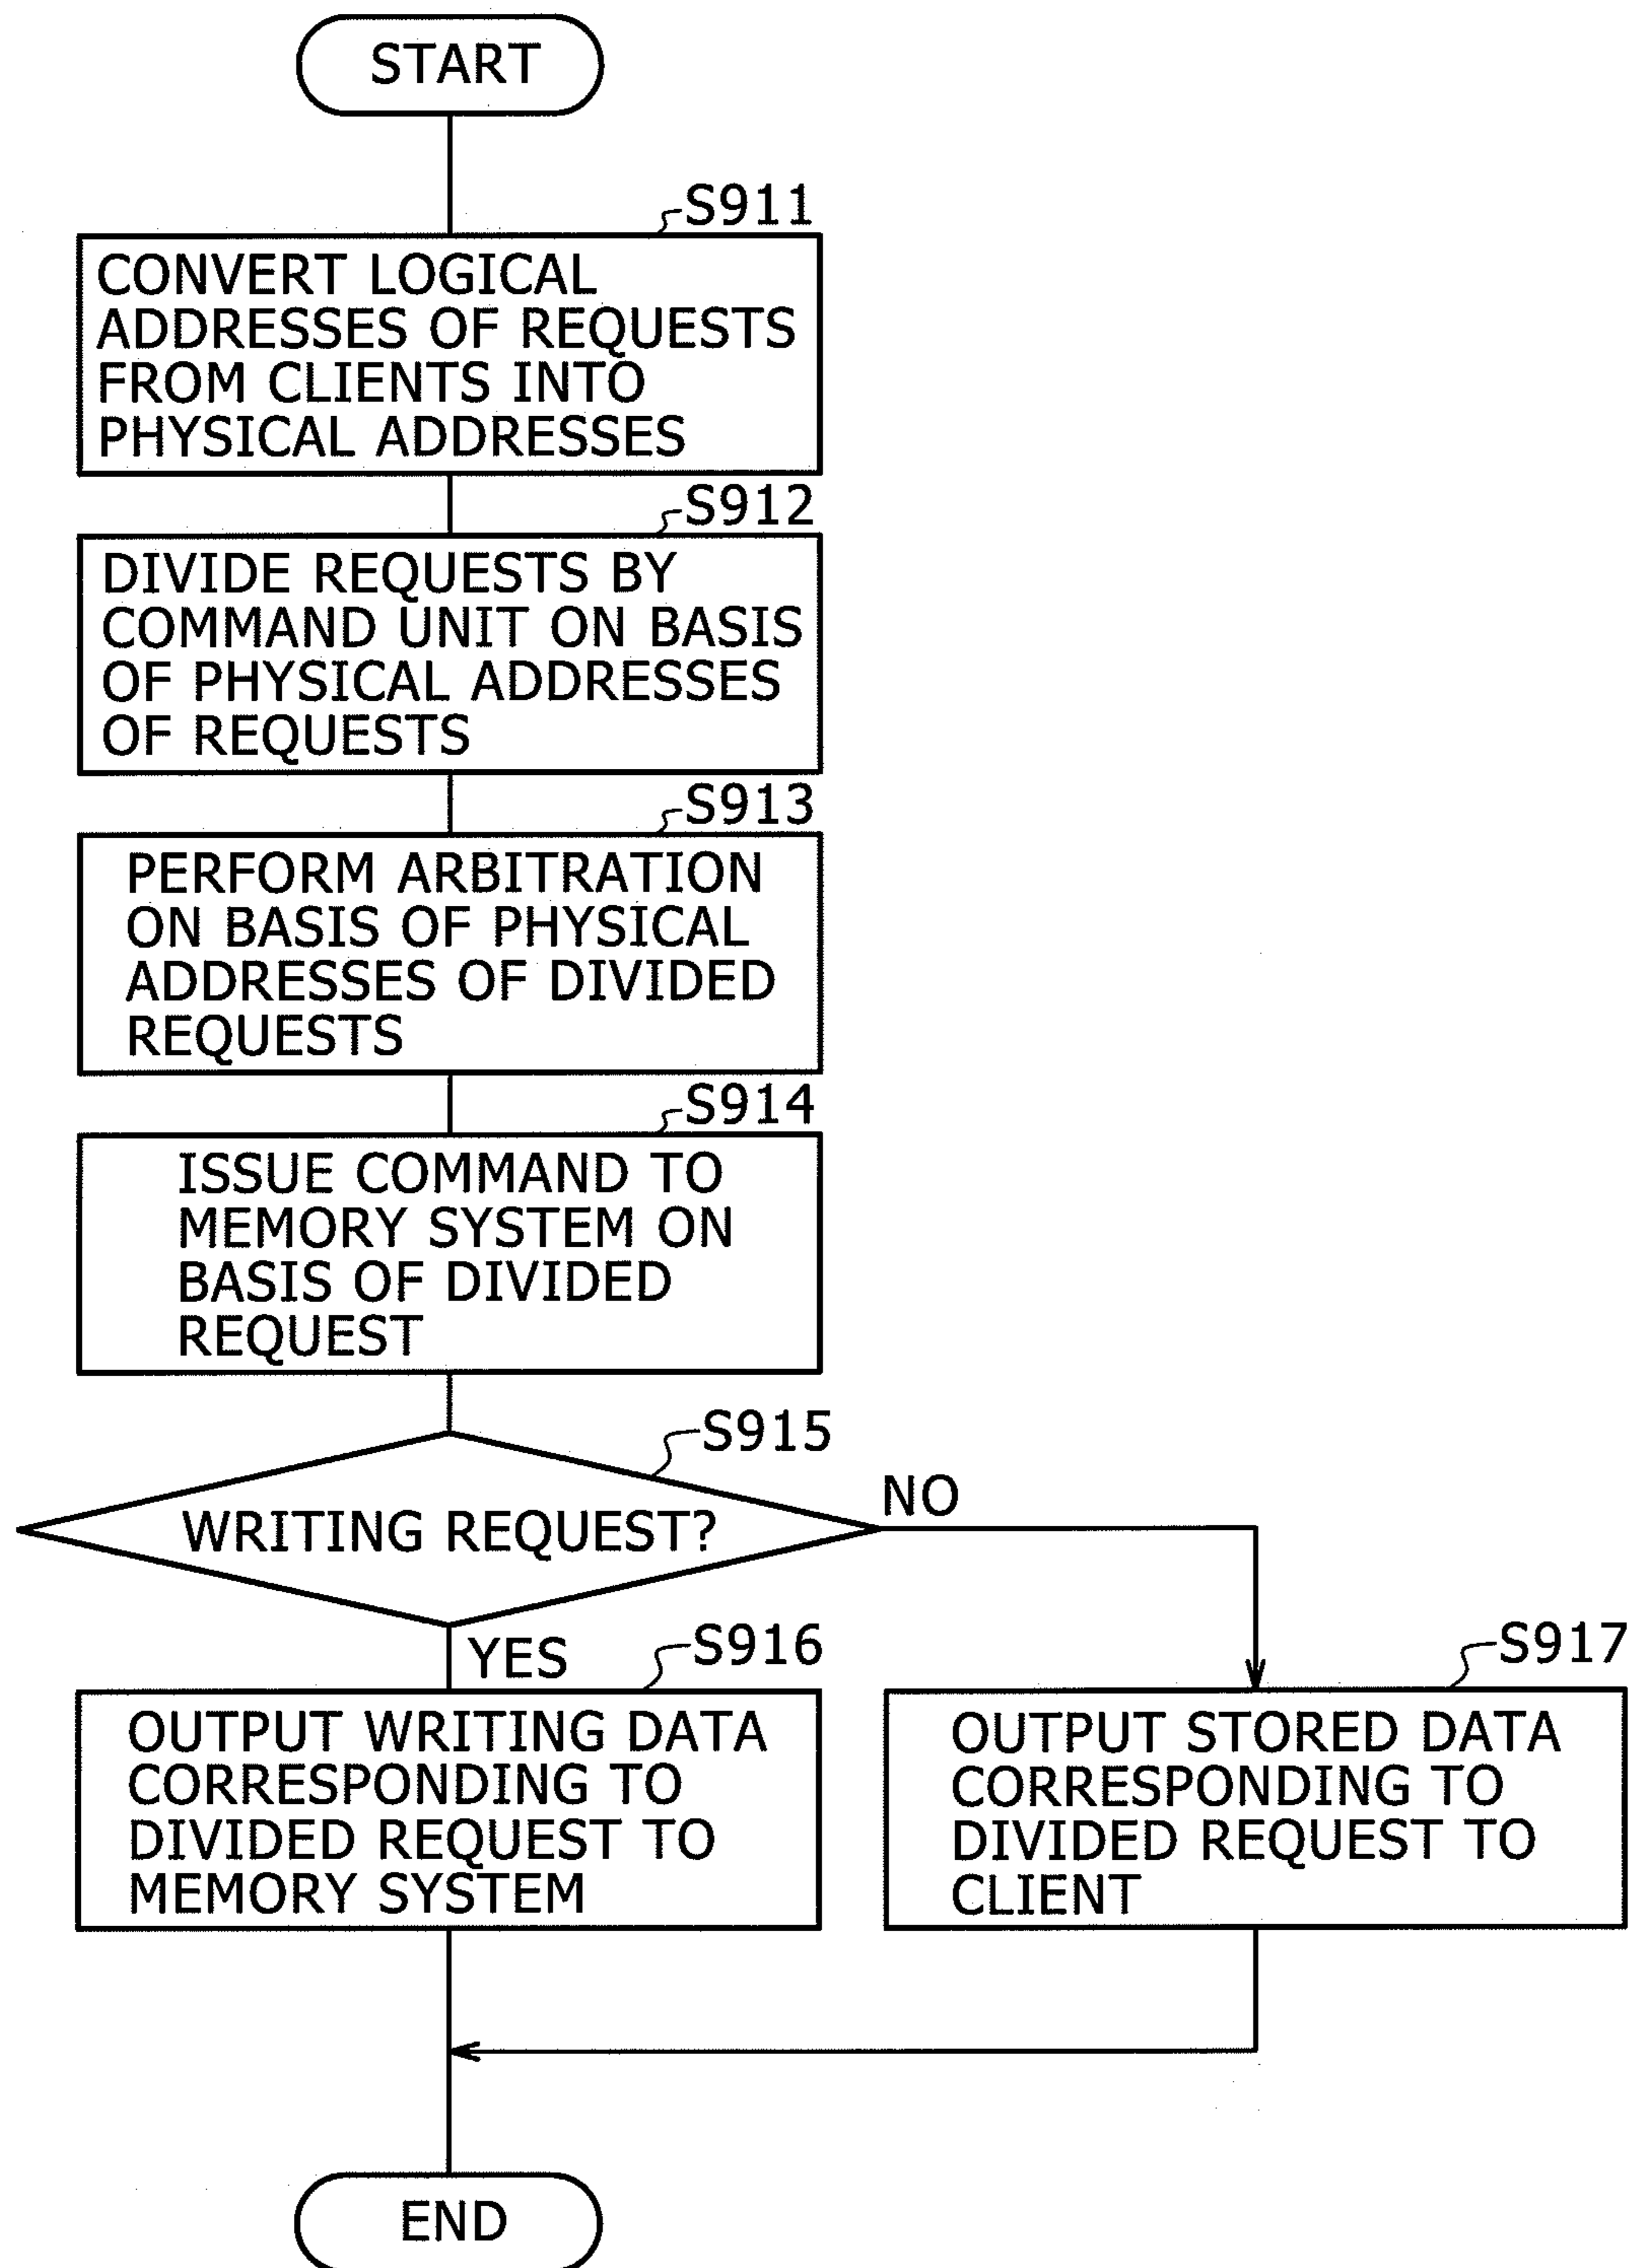 START
S911
CONVERT LOGICAL
ADDRESSES OF REQUESTS
FROM CLIENTS INTO
PHYSICAL ADDRESSES
S912
DIVIDE REQUESTS BY
COMMAND UNIT ON BASIS
OF PHYSICAL ADDRESSES
OF REQUESTS
S913
PERFORM ARBITRATION
ON BASIS OF PHYSICAL
ADDRESSES OF DIVIDED
REQUESTS
S914
ISSUE COMMAND TO
MEMORY SYSTEM ON
BASIS OF DIVIDED
REQUEST
S915
WRITING REQUEST?
NO
YES
S916
OUTPUT WRITING DATA
CORRESPONDING TO
DIVIDED REQUEST TO
MEMORY SYSTEM
S917
OUTPUT STORED DATA
CORRESPONDING TO
DIVIDED REQUEST TO
CLIENT
END